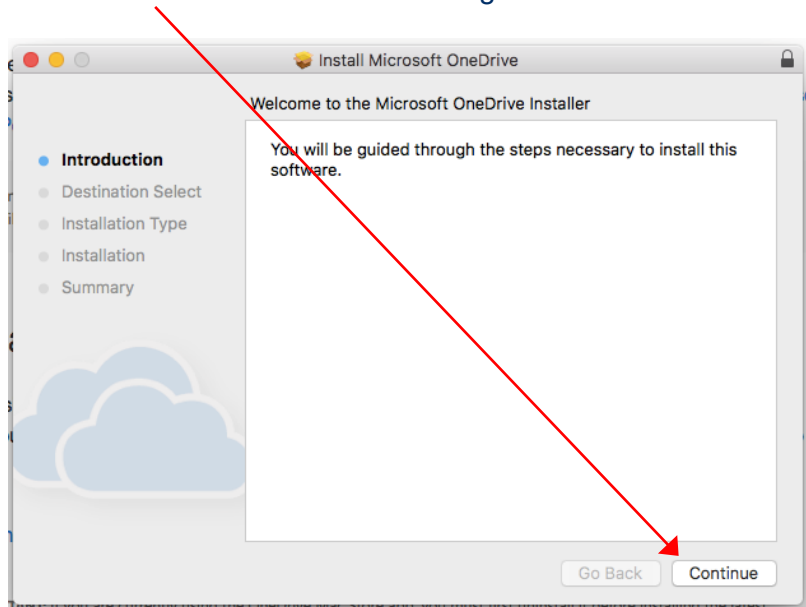 Install Microsoft OneDrive
Welcome to the Microsoft OneDrive Installer
You will be guided through the steps necessary to install this
software.
Introduction
Destination Select
Installation Type
Installation
Summary
Go Back
Continue